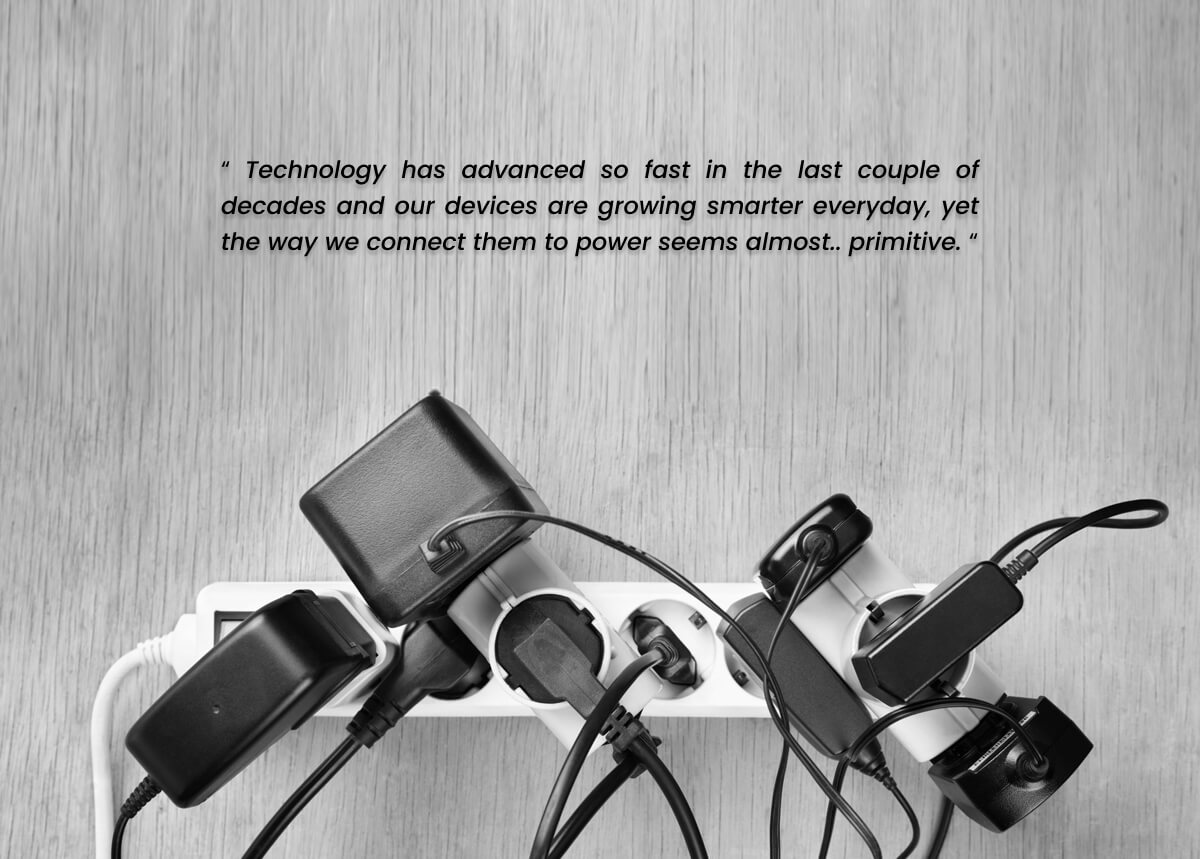 “ Technology has advanced so fast in the last couple of
decades and our devices are growing smarter everyday, yet
the way we connect them to power seems almost.. primitive. “